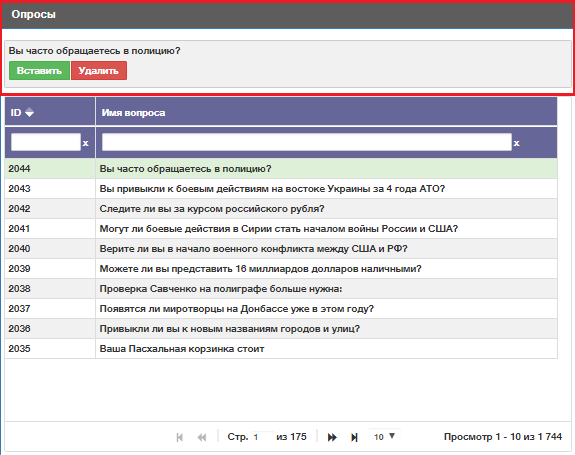 Опросы
Вы часто обращаетесь в полицию?
Вставить Удалить
ID Имя вопроса
x x
2044 Вы часто обращаетесь в полицию?
2043 Вы привыкли к боевым действиям на востоке Украины за 4 года АТО?
2042 Следите ли вы за курсом российского рубля?
2041 Могут ли боевые действия в Сирии стать началом войны России и США?
2040 Верите ли вы в начало военного конфликта между США и РФ?
2039 Можете ли вы представить 16 миллиардов долларов наличными?
2038 Проверка Савченко на полиграфе больше нужна:
2037 Появятся ли миротворцы на Донбассе уже в этом году?
2036 Привыкли ли вы к новым названиям городов и улиц?
2035 Ваша Пасхальная корзинка стоит
Стр. 1 из 175 10 Просмотр 1 - 10 из 1 744